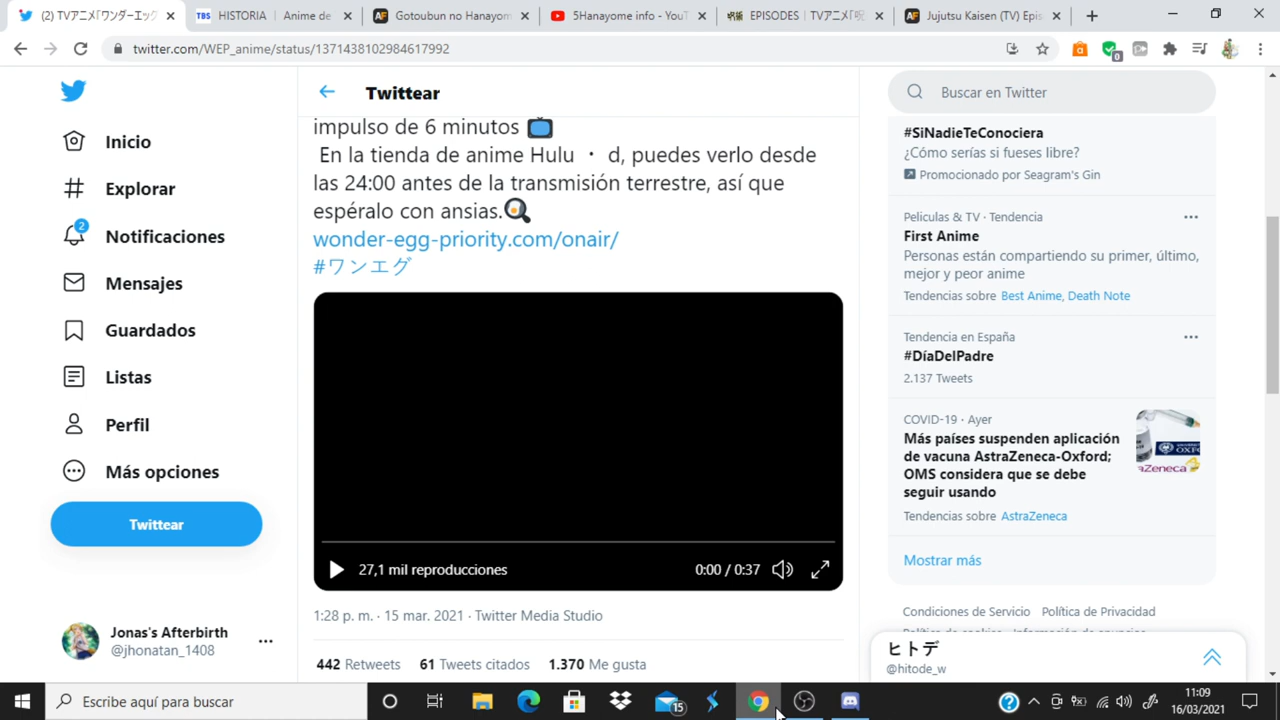 (2) TVアニメ「ワンダーエッグ
HISTORIA | Anime de
Gotoubun no Hanayom
5Hanayome info - YouT
EPISODES | TVアニメ「呪
Jujutsu Kaisen (TV) Epis
twitter.com/WEP_anime/status/1371438102984617992
Inicio
Explorar
2
Notificaciones
Mensajes
Guardados
Listas
Perfil
Más opciones
Twittear
Jonas's Afterbirth
@jhonatan_1408
Twittear
impulso de 6 minutos
En la tienda de anime Hulu ・ d, puedes verlo desde
las 24:00 antes de la transmisión terrestre, así que
espéralo con ansias.
wonder-egg-priority.com/onair/
#ワンエグ
27,1 mil reproducciones
0:00 / 0:37
1:28 p. m. · 15 mar. 2021 · Twitter Media Studio
442 Retweets 61 Tweets citados 1.370 Me gusta
Buscar en Twitter
#SiNadieTeConociera
¿Cómo serías si fueses libre?
Promocionado por Seagram's Gin
Películas & TV · Tendencia
First Anime
Personas están compartiendo su primer, último,
mejor y peor anime
Tendencias sobre Best Anime, Death Note
Tendencia en España
#DíaDelPadre
2.137 Tweets
COVID-19 · Ayer
Más países suspenden aplicación
de vacuna AstraZeneca-Oxford;
OMS considera que se debe
seguir usando
Tendencias sobre AstraZeneca
Mostrar más
Condiciones de Servicio Política de Privacidad
ヒトデ
@hitode_w
Escribe aquí para buscar
15
11:09
16/03/2021